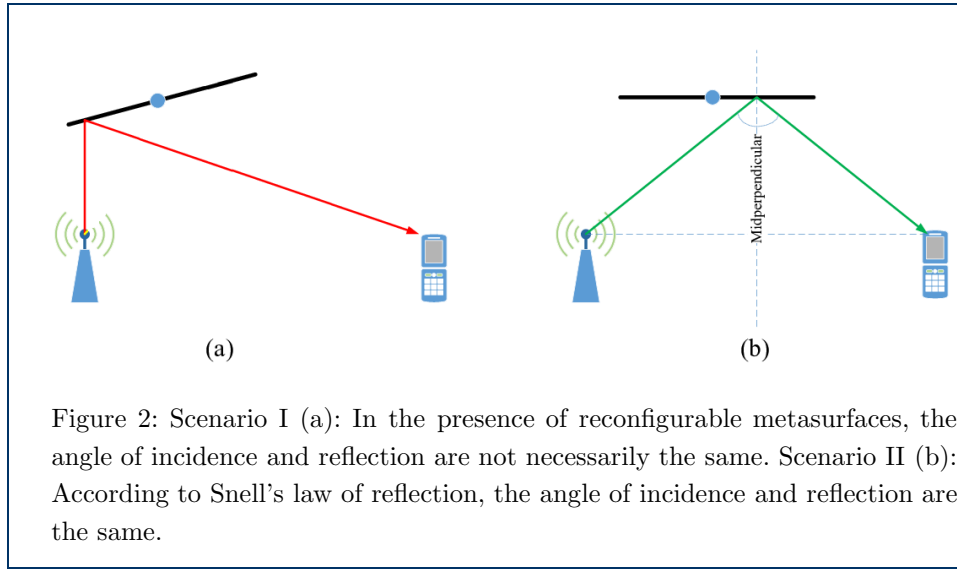 Midperpendicular
(a)
(b)
Figure 2: Scenario I (a): In the presence of reconfigurable metasurfaces, the
angle of incidence and reflection are not necessarily the same. Scenario II (b):
According to Snell's law of reflection, the angle of incidence and reflection are
the same.